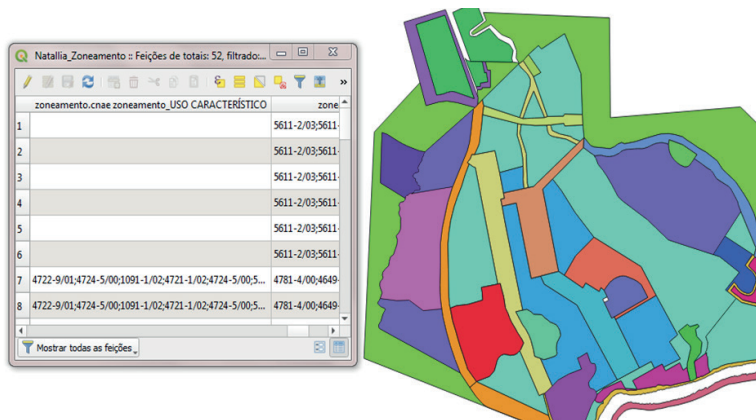 Natallia_Zoneamento :: Feições de totais: 52, filtrado:...
zoneamento.cnae zoneamento_USO CARACTERÍSTICO zone
1 5611-2/03;5611-
2 5611-2/03;5611-
3 5611-2/03;5611-
4 5611-2/03;5611-
5 5611-2/03;5611-
6 5611-2/03;5611-
7 4722-9/01;4724-5/00;1091-1/02;4721-1/02;4724-5/00;5... 4781-4/00;4649-
8 4722-9/01;4724-5/00;1091-1/02;4721-1/02;4724-5/00;5... 4781-4/00;4649-
Mostrar todas as feições